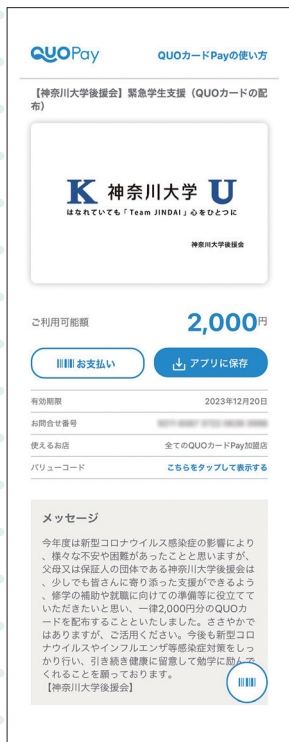 QUOPay
QUOカードPayの使い方
【神奈川大学後援会】緊急学生支援（QUOカードの配
布）
K 神奈川大学 U
はなれていても「Team JINDAI」心をひとつに
神奈川大学後援会
ご利用可能額
2,000円
お支払い
アプリに保存
有効期限
2023年12月20日
お問合せ番号
使えるお店
全てのQUOカードPay加盟店
バリューコード
こちらをタップして表示する
メッセージ
今年度は新型コロナウイルス感染症の影響により
、様々な不安や困難があったことと思いますが、
父母又は保証人の団体である神奈川大学後援会は
、少しでも皆さんに寄り添った支援ができるよう
、修学の補助や就職に向けての準備等に役立てて
いただきたいと思い、一律2,000円分のQUOカ
ードを配布することといたしました。ささやかで
はありますが、ご活用ください。今後も新型コロ
ナウイルスやインフルエンザ等感染症対策をしっ
かり行い、引き続き健康に留意して勉学に励んで
くれることを願っております。
【神奈川大学後援会】